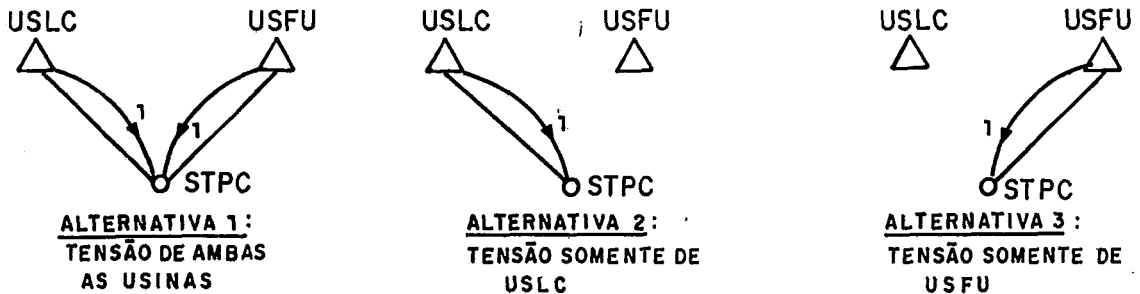 USLC
USFU
1
1
STPC
ALTERNATIVA 1:
TENSÃO DE AMBAS
AS USINAS
USLC
USFU
1
STPC
ALTERNATIVA 2:
TENSÃO SOMENTE DE
USLC
USLC
USFU
1
STPC
ALTERNATIVA 3:
TENSÃO SOMENTE DE
USFU